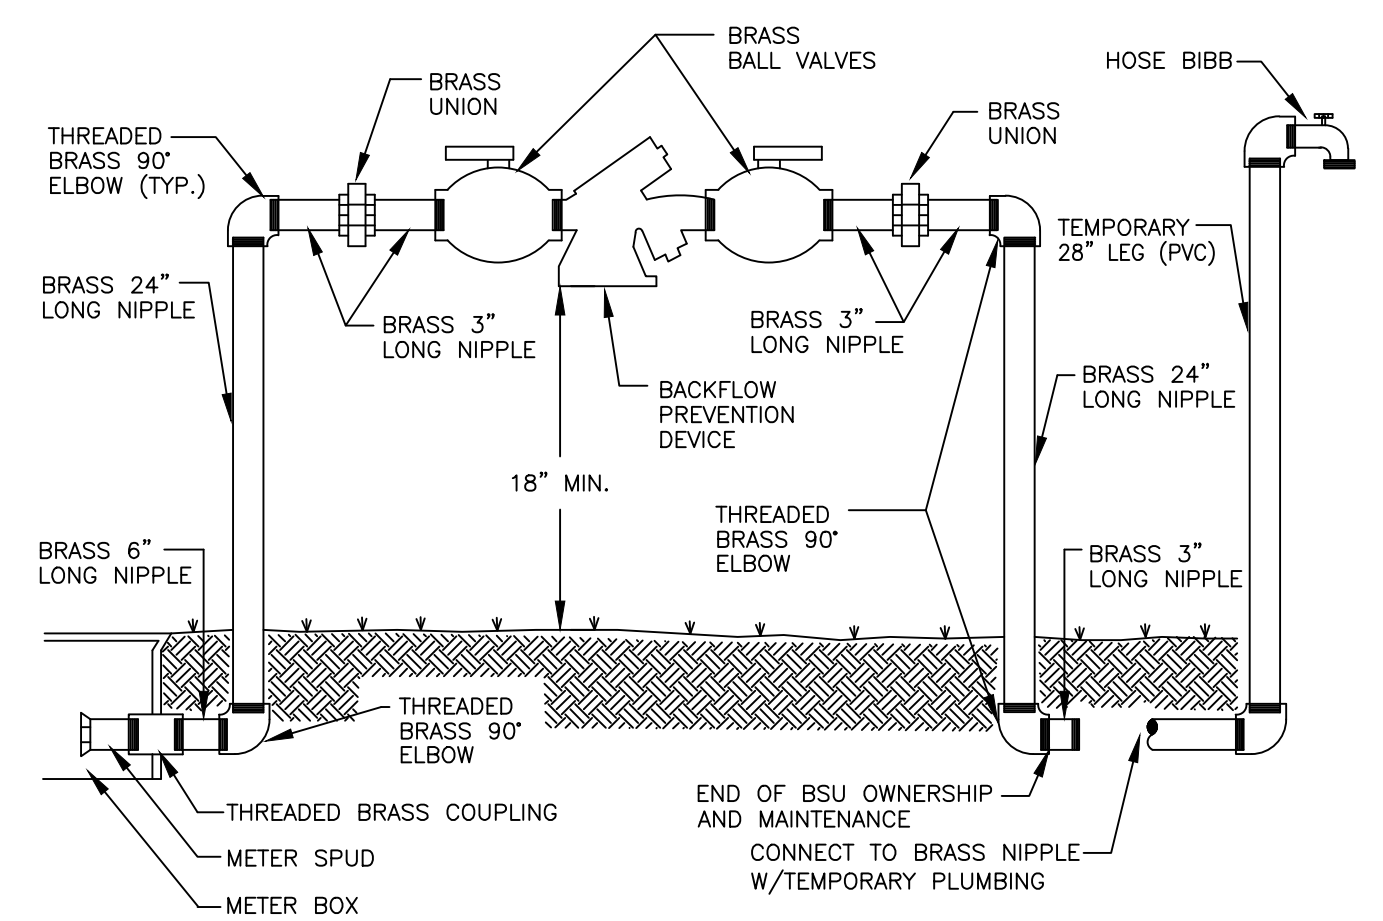 BRASS
BALL VALVES
HOSE BIBB
BRASS
UNION
BRASS
UNION
THREADED
BRASS 90°
ELBOW (TYP.)
TEMPORARY
28” LEG (PVC)
BRASS 24”
LONG NIPPLE
BRASS 3”
LONG NIPPLE
BRASS 3”
LONG NIPPLE
BACKFLOW
PREVENTION
DEVICE
BRASS 24”
LONG NIPPLE
18” MIN.
THREADED
BRASS 90°
ELBOW
BRASS 6”
LONG NIPPLE
BRASS 3”
LONG NIPPLE
THREADED
BRASS 90°
ELBOW
END OF BSU OWNERSHIP
AND MAINTENANCE
THREADED BRASS COUPLING
CONNECT TO BRASS NIPPLE
W/TEMPORARY PLUMBING
METER SPUD
METER BOX